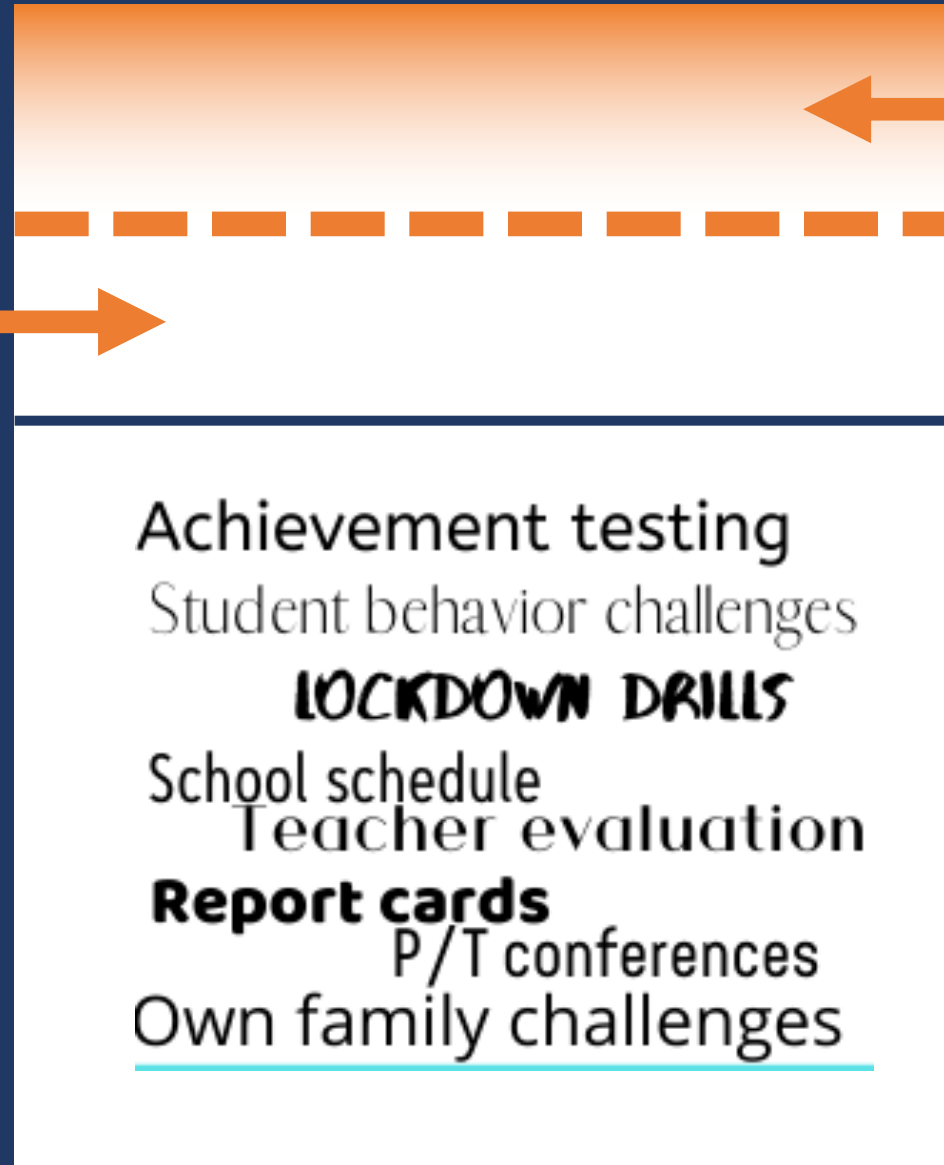 Achievement testing
Student behavior challenges
LOCKDOWN DRILLS
School schedule
Teacher evaluation
Report cards
P/T conferences
Own family challenges